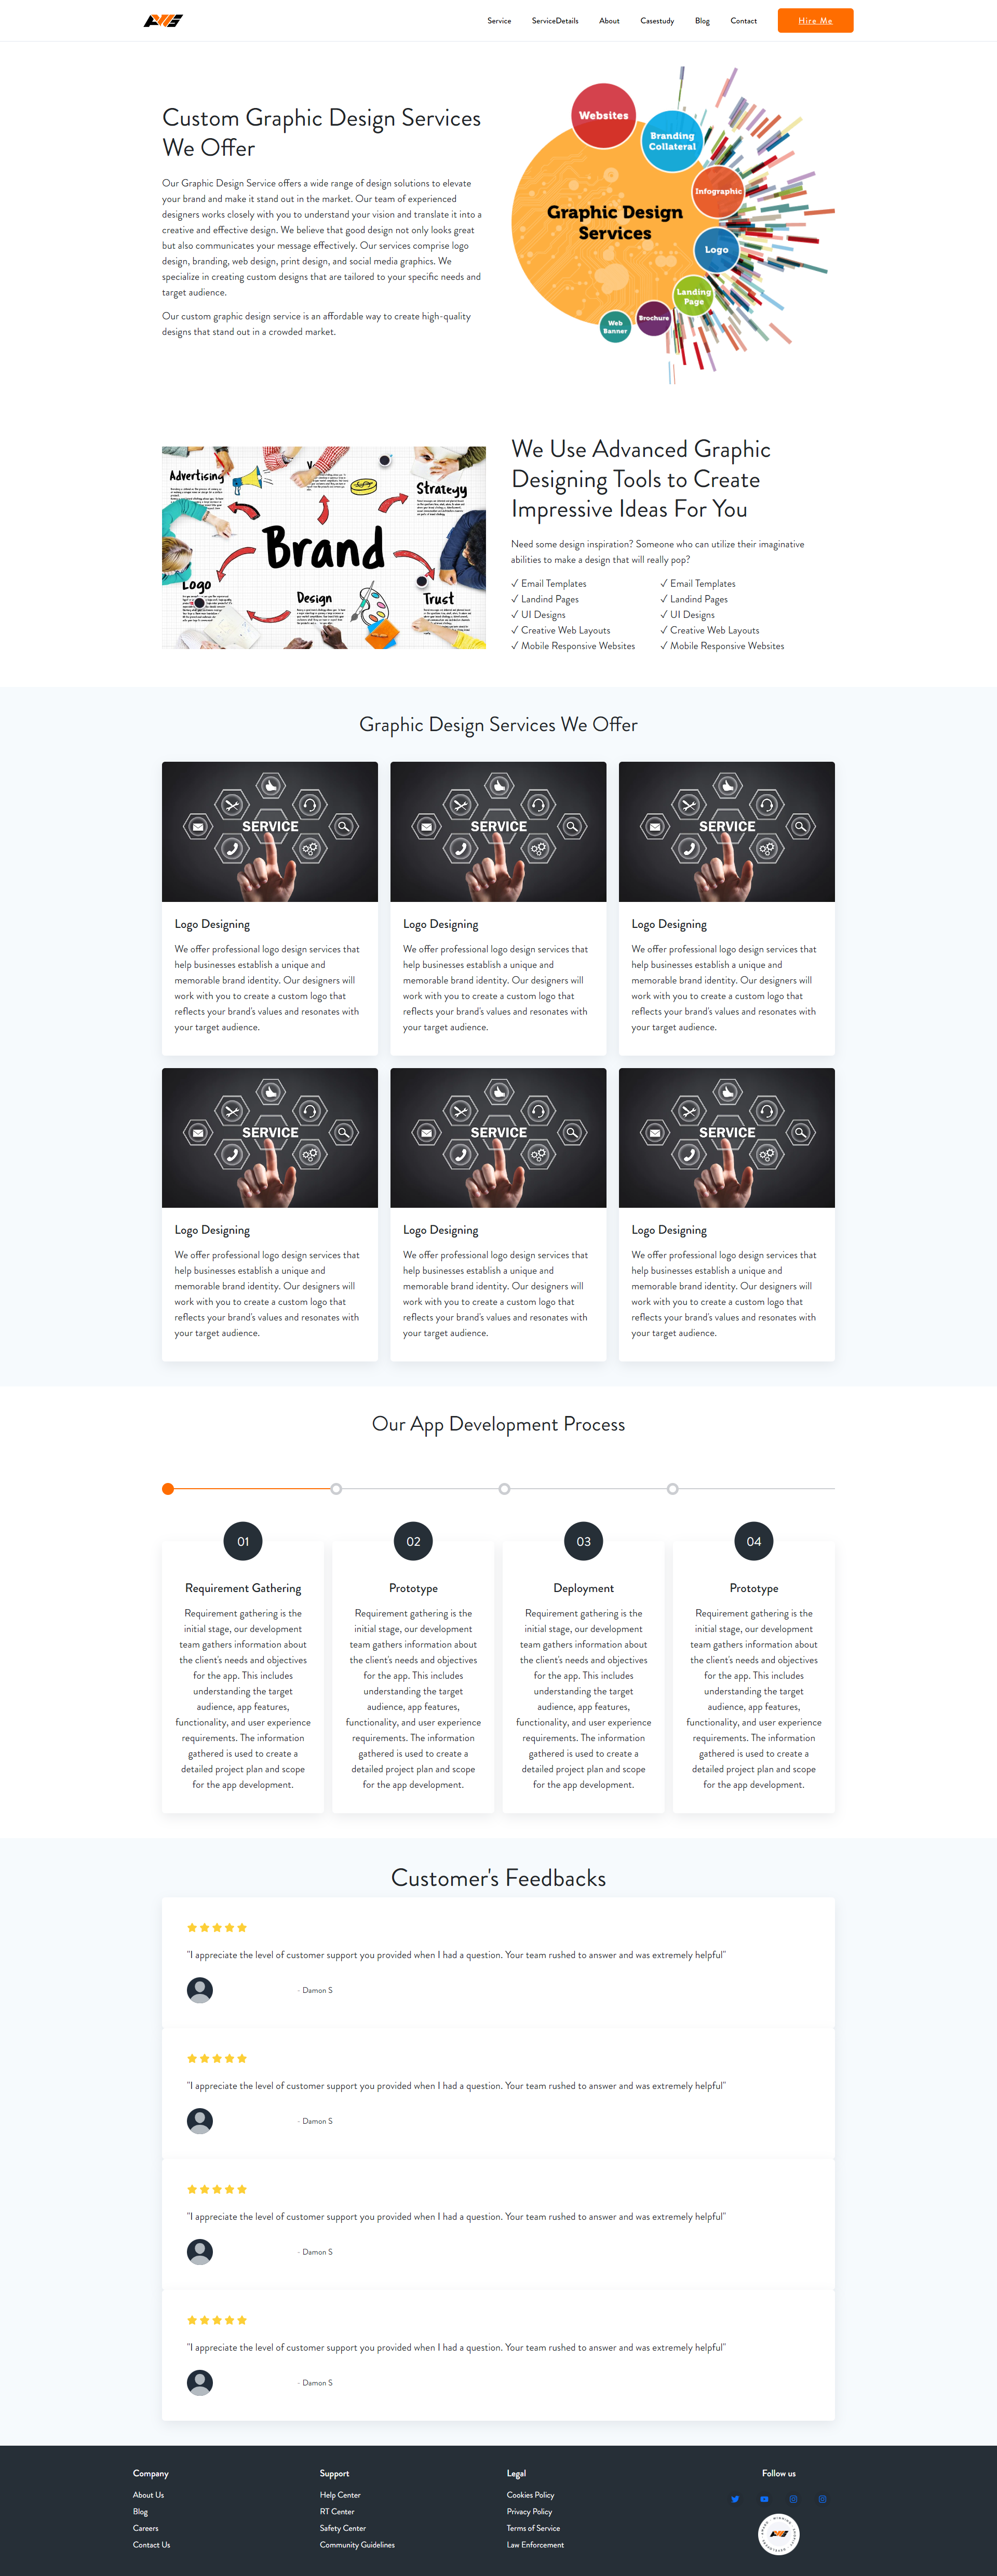 Service ServiceDetails About Casestudy Blog Contact Hire Me
Custom Graphic Design Services
We Offer
Our Graphic Design Service offers a wide range of design solutions to elevate
your brand and make it stand out in the market. Our team of experienced
designers works closely with you to understand your vision and translate it into a
creative and effective design. We believe that good design not only looks great
but also communicates your message effectively. Our services comprise logo
design, branding, web design, print design, and social media graphics. We
specialize in creating custom designs that are tailored to your specific needs and
target audience.
Our custom graphic design service is an affordable way to create high-quality
designs that stand out in a crowded market.
Websites
Branding
Collateral
Infographic
Graphic Design
Services
Logo
Landing
Page
Brochure
Web
Banner
Advertising
Strategy
Brand
Logo
Design
Trust
We Use Advanced Graphic
Designing Tools to Create
Impressive Ideas For You
Need some design inspiration? Someone who can utilize their imaginative
abilities to make a design that will really pop?
✓ Email Templates ✓ Email Templates
✓ Landind Pages ✓ Landind Pages
✓ UI Designs ✓ UI Designs
✓ Creative Web Layouts ✓ Creative Web Layouts
✓ Mobile Responsive Websites ✓ Mobile Responsive Websites
Graphic Design Services We Offer
SERVICE
Logo Designing
We offer professional logo design services that
help businesses establish a unique and
memorable brand identity. Our designers will
work with you to create a custom logo that
reflects your brand's values and resonates with
your target audience.
SERVICE
Logo Designing
We offer professional logo design services that
help businesses establish a unique and
memorable brand identity. Our designers will
work with you to create a custom logo that
reflects your brand's values and resonates with
your target audience.
SERVICE
Logo Designing
We offer professional logo design services that
help businesses establish a unique and
memorable brand identity. Our designers will
work with you to create a custom logo that
reflects your brand's values and resonates with
your target audience.
SERVICE
Logo Designing
We offer professional logo design services that
help businesses establish a unique and
memorable brand identity. Our designers will
work with you to create a custom logo that
reflects your brand's values and resonates with
your target audience.
SERVICE
Logo Designing
We offer professional logo design services that
help businesses establish a unique and
memorable brand identity. Our designers will
work with you to create a custom logo that
reflects your brand's values and resonates with
your target audience.
SERVICE
Logo Designing
We offer professional logo design services that
help businesses establish a unique and
memorable brand identity. Our designers will
work with you to create a custom logo that
reflects your brand's values and resonates with
your target audience.
Our App Development Process
01
Requirement Gathering
Requirement gathering is the
initial stage, our development
team gathers information about
the client's needs and objectives
for the app. This includes
understanding the target
audience, app features,
functionality, and user experience
requirements. The information
gathered is used to create a
detailed project plan and scope
for the app development.
02
Prototype
Requirement gathering is the
initial stage, our development
team gathers information about
the client's needs and objectives
for the app. This includes
understanding the target
audience, app features,
functionality, and user experience
requirements. The information
gathered is used to create a
detailed project plan and scope
for the app development.
03
Deployment
Requirement gathering is the
initial stage, our development
team gathers information about
the client's needs and objectives
for the app. This includes
understanding the target
audience, app features,
functionality, and user experience
requirements. The information
gathered is used to create a
detailed project plan and scope
for the app development.
04
Prototype
Requirement gathering is the
initial stage, our development
team gathers information about
the client's needs and objectives
for the app. This includes
understanding the target
audience, app features,
functionality, and user experience
requirements. The information
gathered is used to create a
detailed project plan and scope
for the app development.
Customer's Feedbacks
"I appreciate the level of customer support you provided when I had a question. Your team rushed to answer and was extremely helpful"
- Damon S
"I appreciate the level of customer support you provided when I had a question. Your team rushed to answer and was extremely helpful"
- Damon S
"I appreciate the level of customer support you provided when I had a question. Your team rushed to answer and was extremely helpful"
- Damon S
"I appreciate the level of customer support you provided when I had a question. Your team rushed to answer and was extremely helpful"
- Damon S
Company
About Us
Blog
Careers
Contact Us
Support
Help Center
RT Center
Safety Center
Community Guidelines
Legal
Cookies Policy
Privacy Policy
Terms of Service
Law Enforcement
Follow us